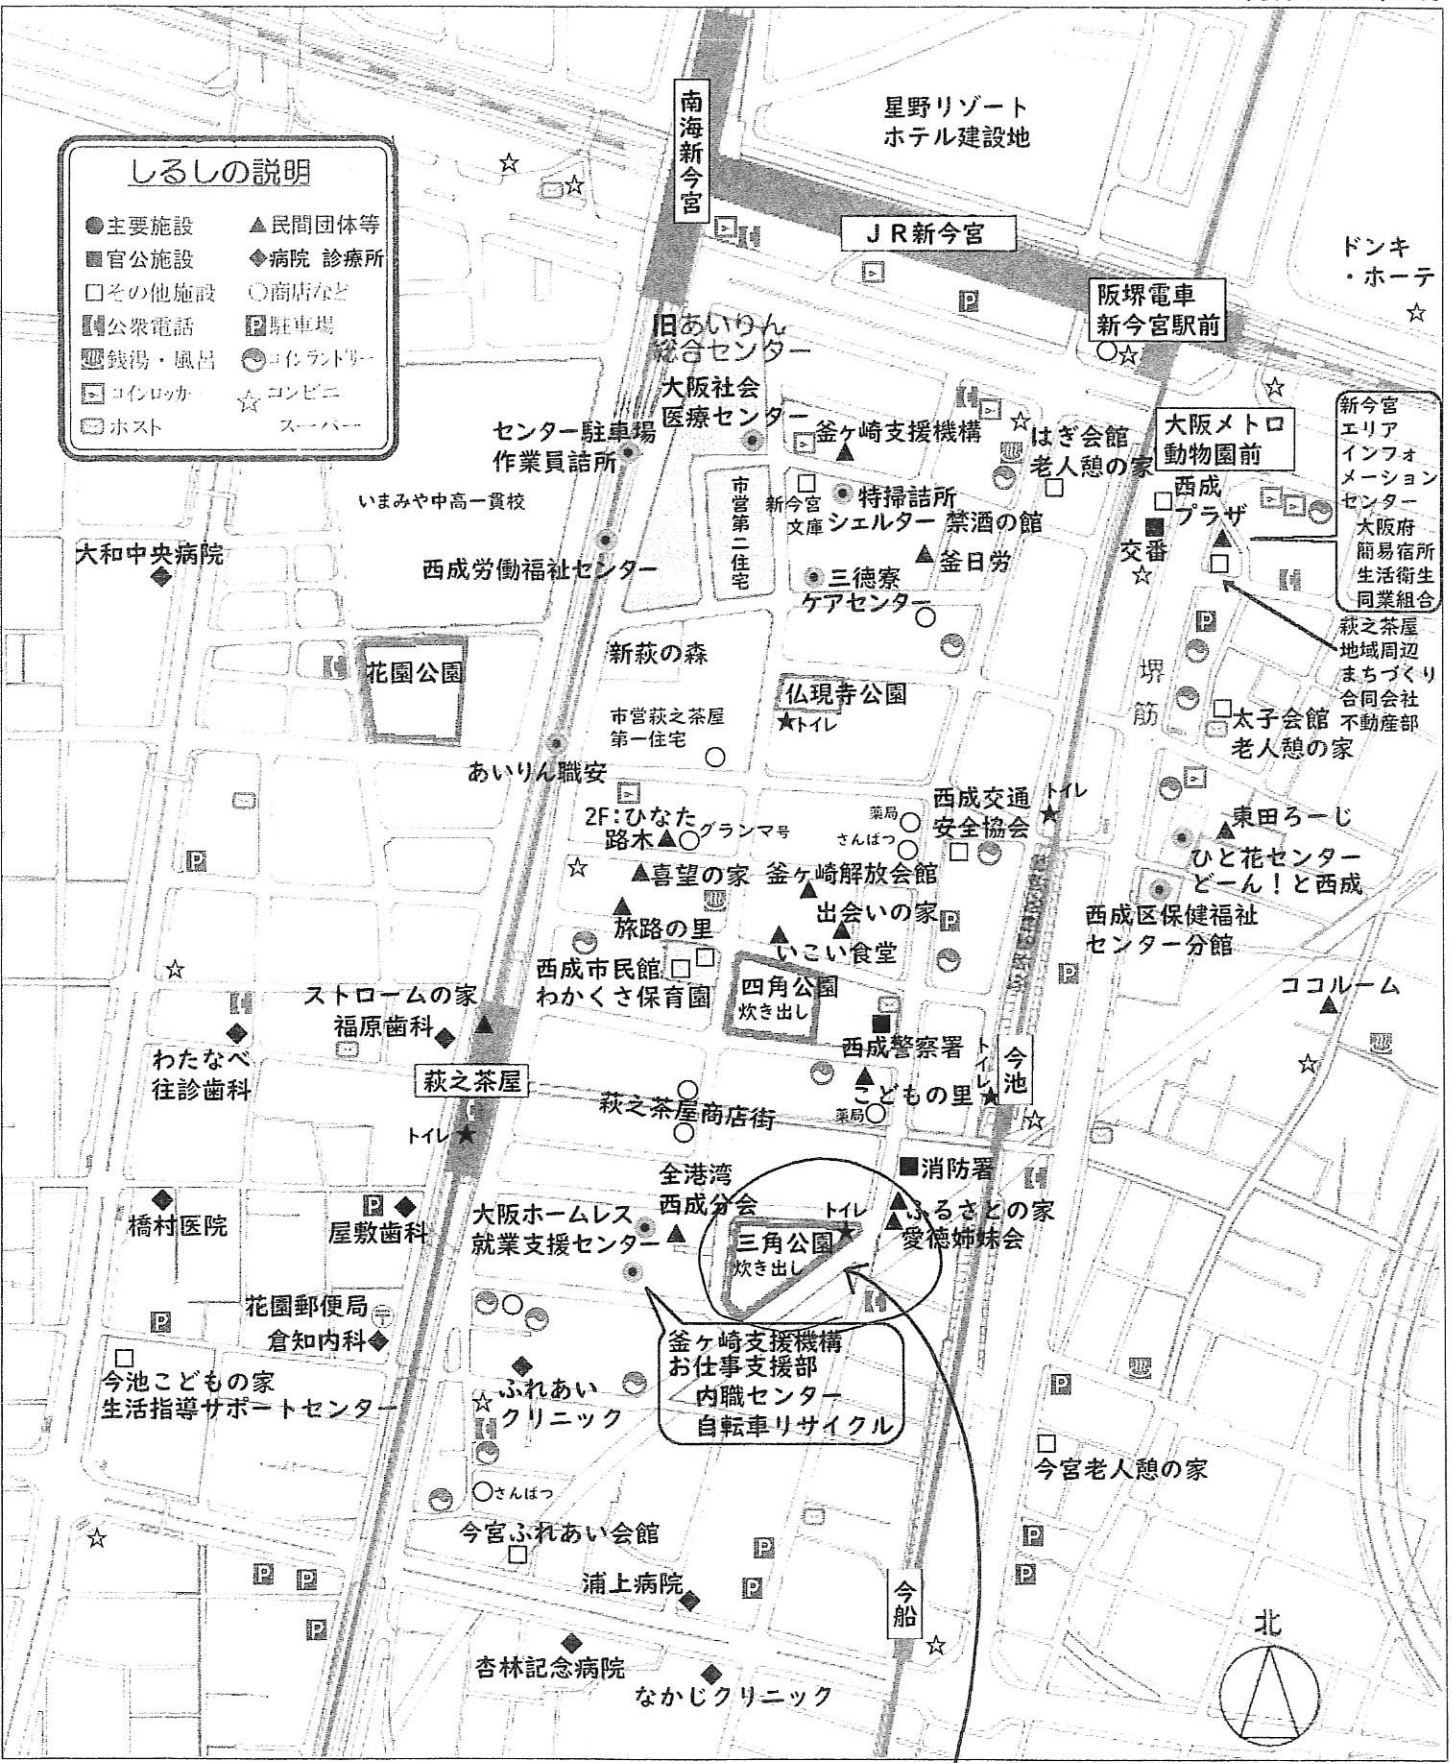 しるしの説明
●主要施設
▲民間団体等
■官公施設
◆病院 診療所
□その他施設
○商店など
公衆電話
P駐車場
銭湯・風呂
コインランドリー
コインロッカー
☆コンビニ
スーパー
ポスト
南海新今宮
星野リゾート
ホテル建設地
JR新今宮
ドンキ
・ホーテ
阪堺電車
新今宮駅前
旧あいりん
総合センター
大阪社会
医療センター
センター駐車場
作業員詰所
釜ヶ崎支援機構
はぎ会館
老人憩の家
大阪メトロ
動物園前
新今宮
エリア
インフォ
メーション
センター
大阪府
簡易宿所
生活衛生
同業組合
いまみや中高一貫校
市営第二住宅
新今宮
文庫
特掃詰所
シェルター
禁酒の館
西成
プラザ
交番
大和中央病院
西成労働福祉センター
釜日労
三徳寮
ケアセンター
萩之茶屋
地域周辺
まちづくり
合同会社
不動産部
花園公園
新萩の森
仏現寺公園
★トイレ
堺筋
市営萩之茶屋
第一住宅
太子会館
老人憩の家
あいりん職安
西成交通
安全協会
トイレ
2F:ひなた
路木
グランマ号
薬局
さんぱつ
東田ろーじ
ひと花センター
どーん!と西成
喜望の家
釜ヶ崎解放会館
旅路の里
出会いの家
いこい食堂
西成区保健福祉
センター分館
西成市民館
わかくさ保育園
四角公園
炊き出し
ココルーム
ストロームの家
福原歯科
わたなべ
往診歯科
西成警察署
トイレ
今池
萩之茶屋
こどもの里
萩之茶屋商店街
薬局
トイレ
消防署
全港湾
西成分会
橋村医院
屋敷歯科
大阪ホームレス
就業支援センター
トイレ
三角公園
炊き出し
ふるさとの家
愛徳姉妹会
花園郵便局
倉知内科
釜ヶ崎支援機構
お仕事支援部
内職センター
自転車リサイクル
今池こどもの家
生活指導サポートセンター
ふれあい
クリニック
今宮老人憩の家
さんぱつ
今宮ふれあい会館
浦上病院
今船
北
杏林記念病院
なかじクリニック